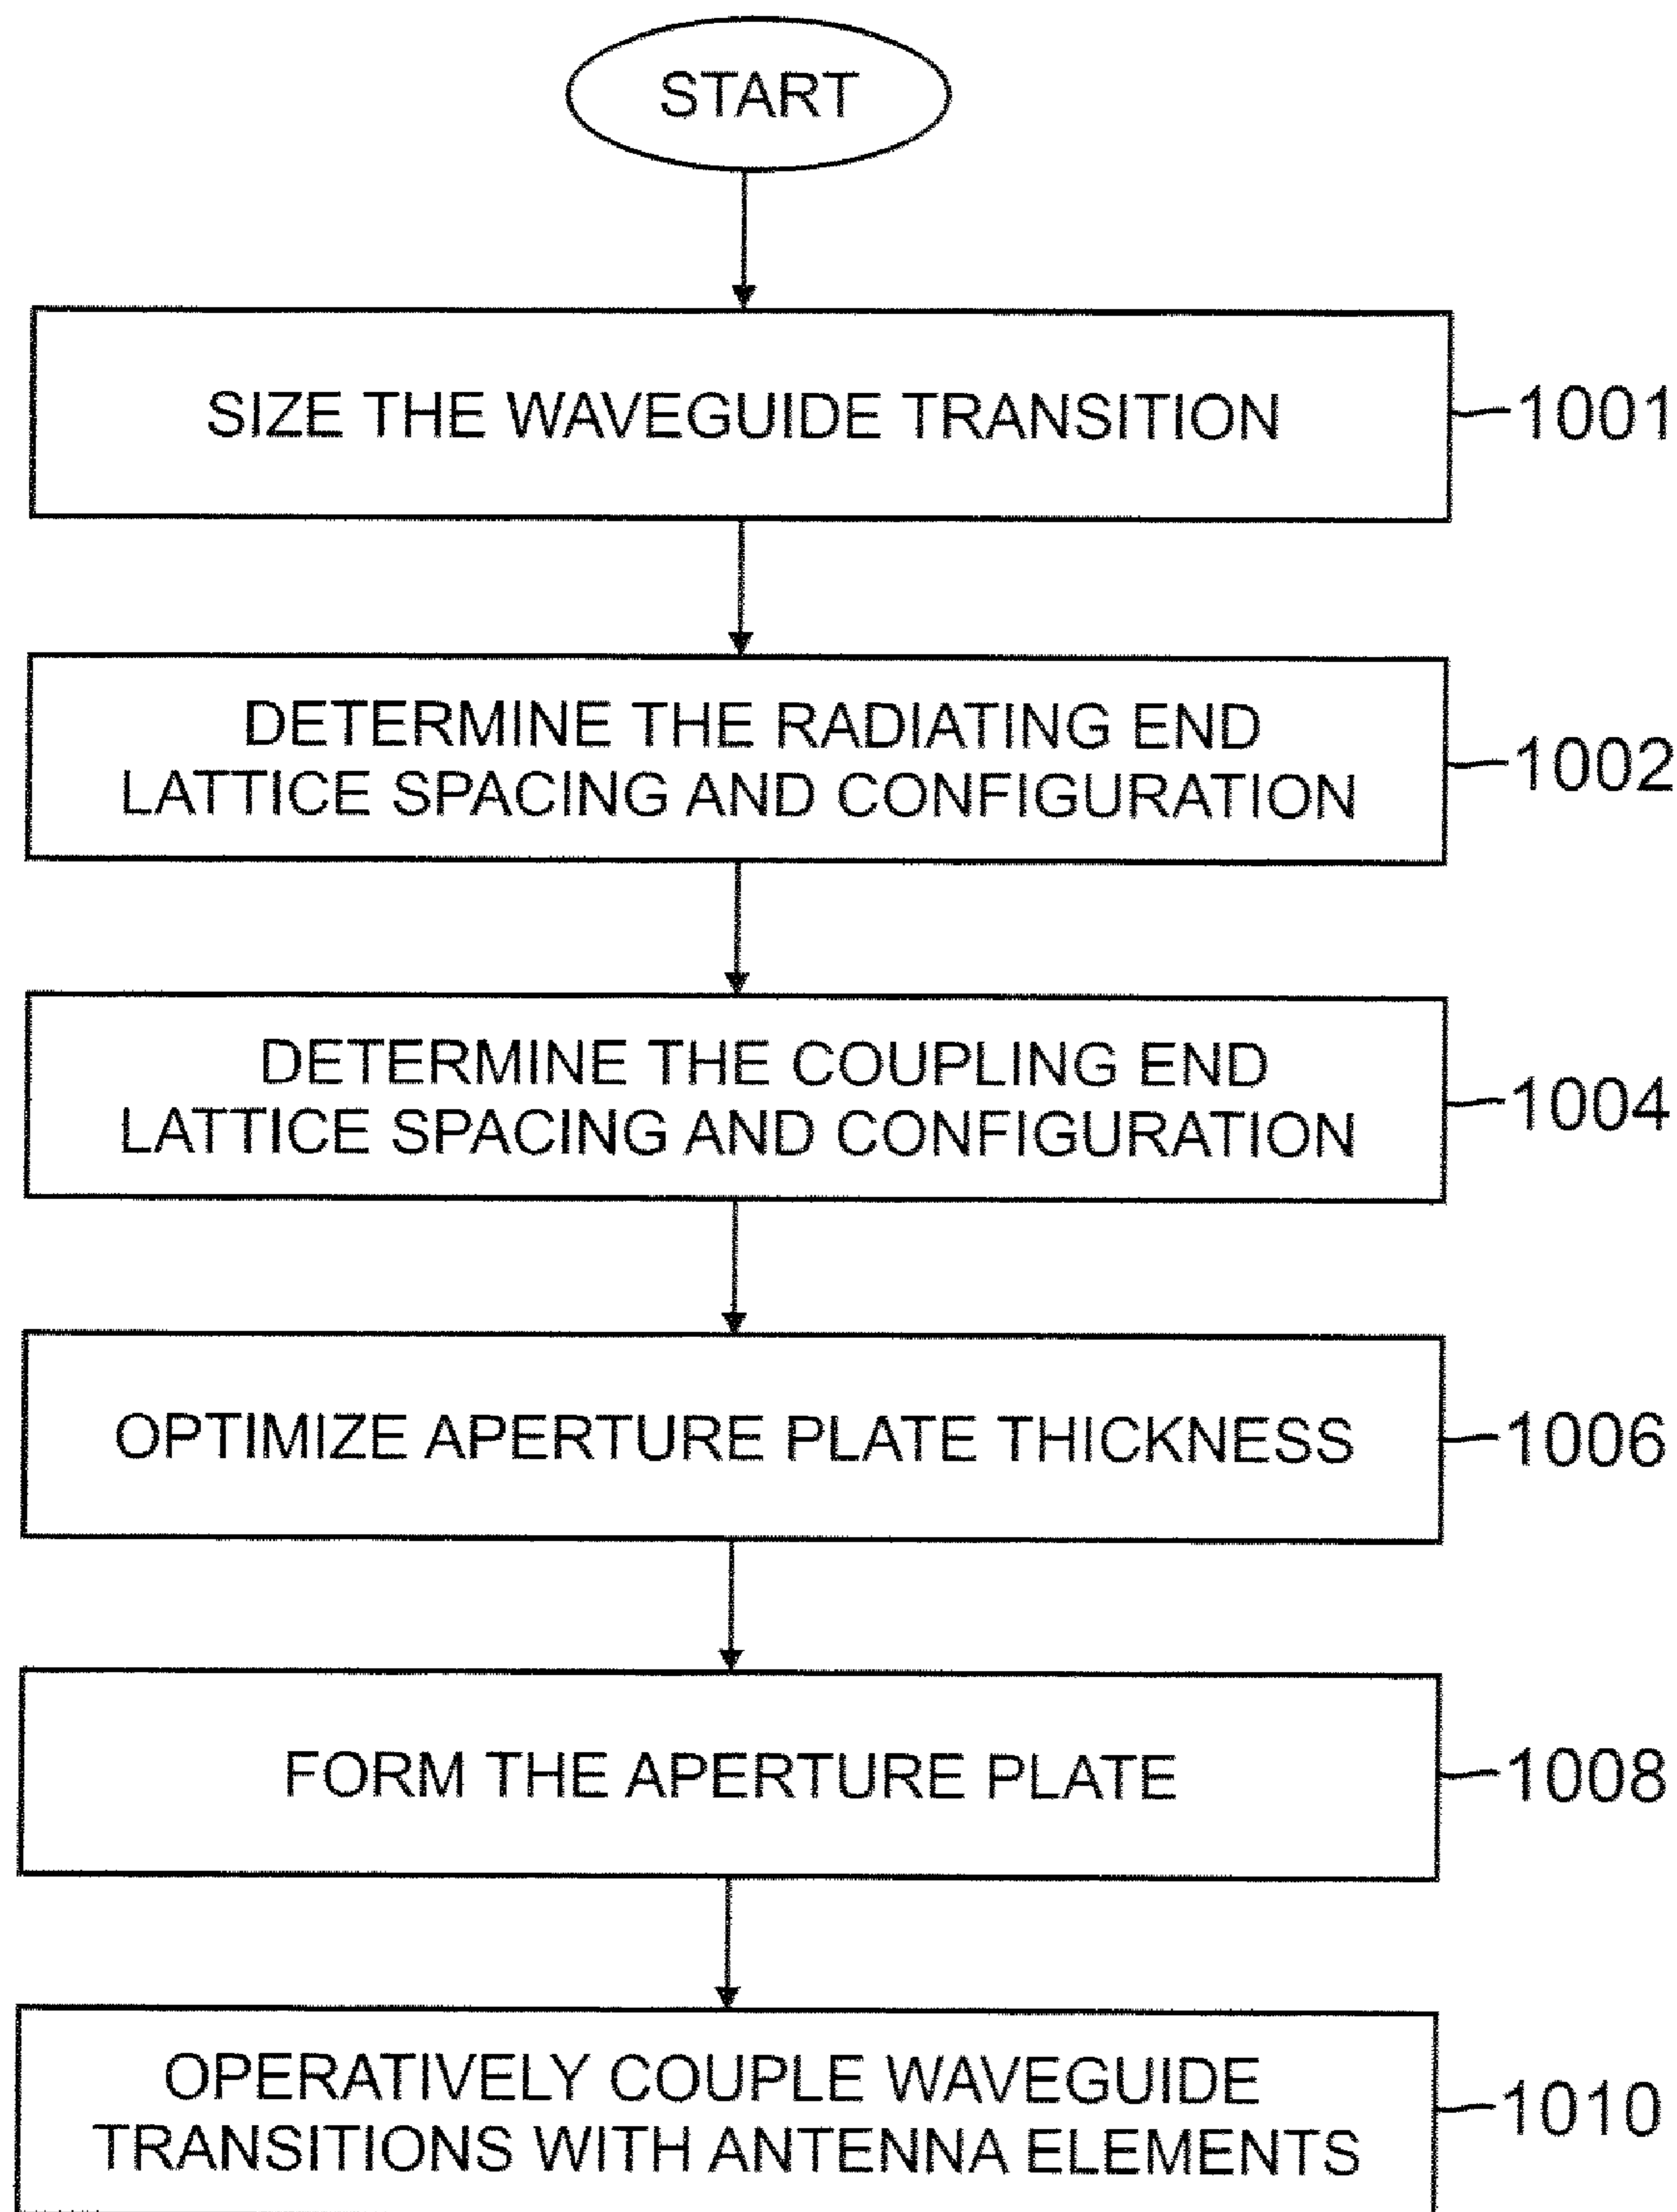 START
SIZE THE WAVEGUIDE TRANSITION
1001
DETERMINE THE RADIATING END
LATTICE SPACING AND CONFIGURATION
1002
DETERMINE THE COUPLING END
LATTICE SPACING AND CONFIGURATION
1004
OPTIMIZE APERTURE PLATE THICKNESS
1006
FORM THE APERTURE PLATE
1008
OPERATIVELY COUPLE WAVEGUIDE
TRANSITIONS WITH ANTENNA ELEMENTS
1010